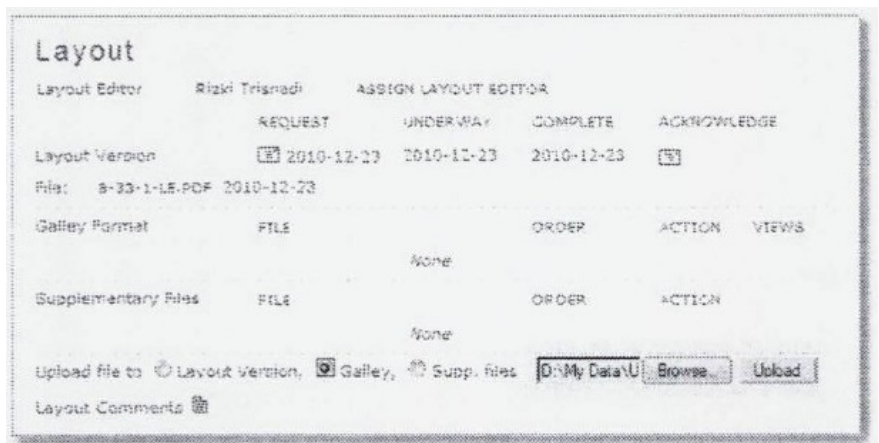 Layout
Layout Editor Rizki Trisnadi ASSIGN LAYOUT EDITOR
REQUEST UNDERWAY COMPLETE ACKNOWLEDGE
Layout Version 2010-12-23 2010-12-23 2010-12-23
File: 8-33-1-LE.PDF 2010-12-23
Galley Format FILE ORDER ACTION VIEWS
None
Supplementary Files FILE ORDER ACTION
None
Upload file to Layout Version, Galley, Supp. files D:\My Data\U Browse... Upload
Layout Comments